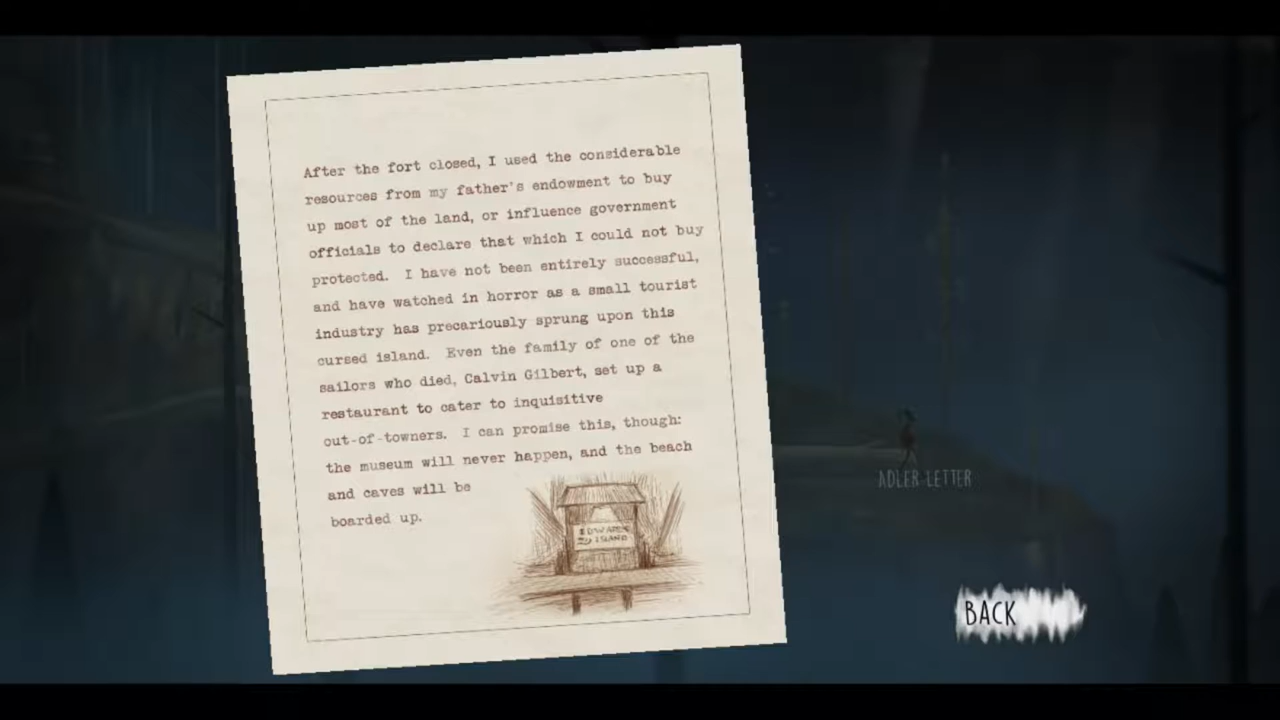 After the fort closed, I used the considerable
resources from my father's endowment to buy
up most of the land, or influence government
officials to declare that which I could not buy
protected.  I have not been entirely successful,
and have watched in horror as a small tourist
industry has precariously sprung upon this
cursed island.  Even the family of one of the
sailors who died, Calvin Gilbert, set up a
restaurant to cater to inquisitive
out-of-towners.  I can promise this, though:
the museum will never happen, and the beach
and caves will be
boarded up.
EDWARDS
ISLAND
ADLER LETTER
BACK